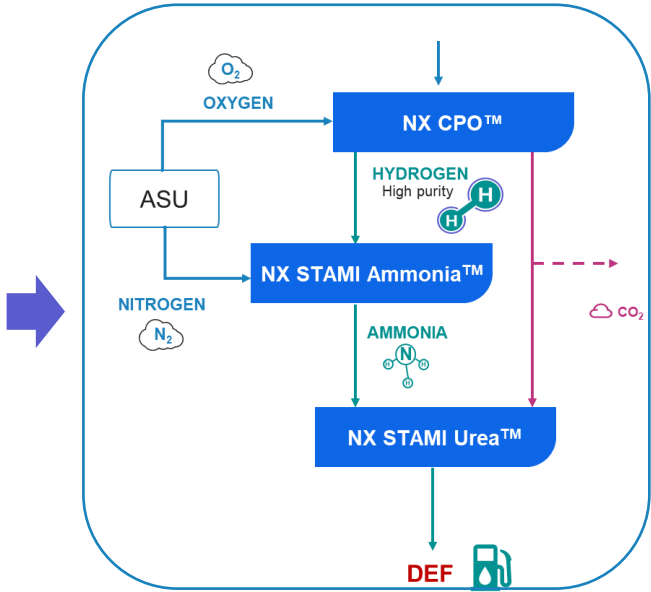 O₂
OXYGEN
NX CPO™
HYDROGEN
High purity
H
H
ASU
NX STAMI Ammonia™
NITROGEN
N₂
CO₂
AMMONIA
N
H
H
H
NX STAMI Urea™
DEF